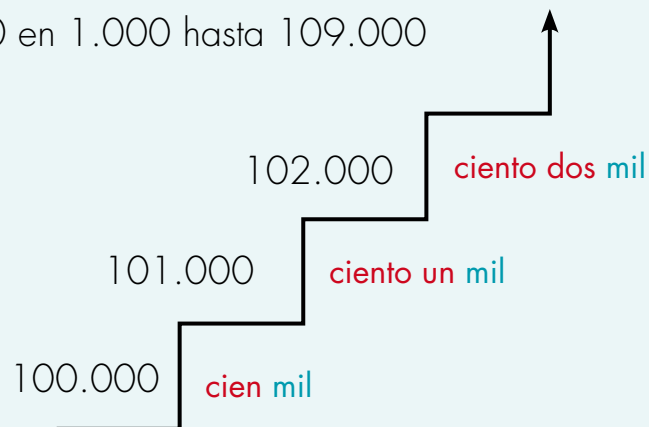 en 1.000 hasta 109.000
102.000 ciento dos mil
101.000 ciento un mil
100.000 cien mil